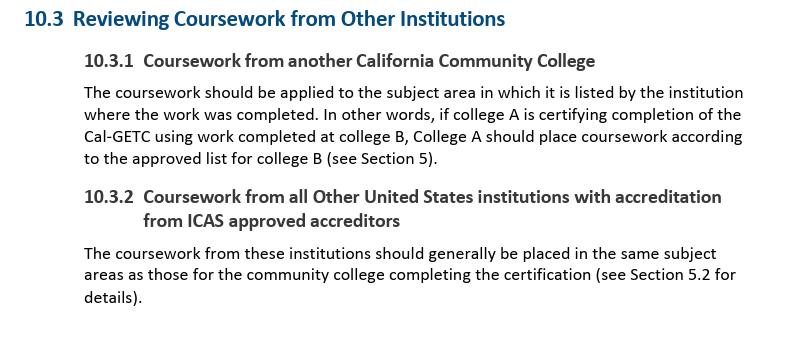 10.3 Reviewing Coursework from Other Institutions
10.3.1 Coursework from another California Community College
The coursework should be applied to the subject area in which it is listed by the institution
where the work was completed. In other words, if college A is certifying completion of the
Cal-GETC using work completed at college B, College A should place coursework according
to the approved list for college B (see Section 5).
10.3.2 Coursework from all Other United States institutions with accreditation
from ICAS approved accreditors
The coursework from these institutions should generally be placed in the same subject
areas as those for the community college completing the certification (see Section 5.2 for
details).